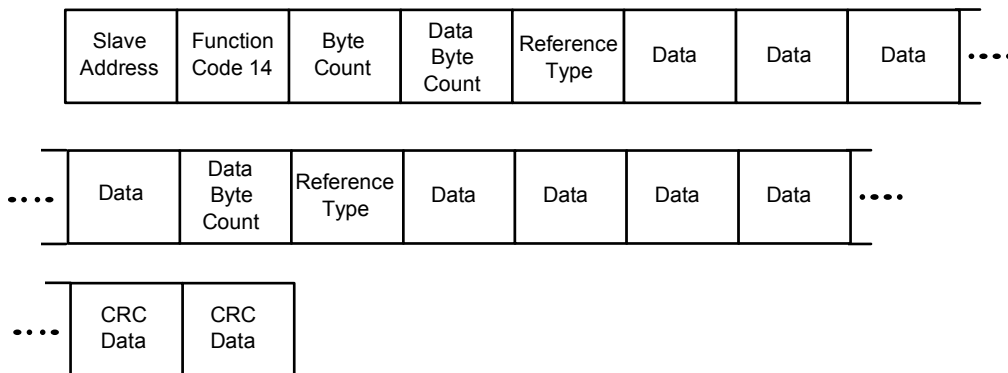 Slave
Address
Function
Code 14
Byte
Count
Data
Byte
Count
Reference
Type
Data
Data
Data
Data
Data
Byte
Count
Reference
Type
Data
Data
Data
Data
CRC
Data
CRC
Data